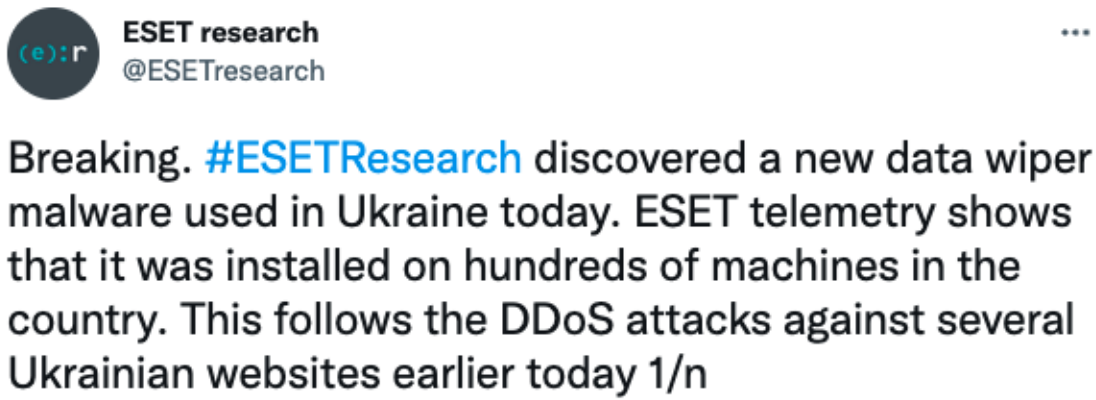 (e):r
ESET research
@ESETresearch
Breaking. #ESETResearch discovered a new data wiper
malware used in Ukraine today. ESET telemetry shows
that it was installed on hundreds of machines in the
country. This follows the DDoS attacks against several
Ukrainian websites earlier today 1/n